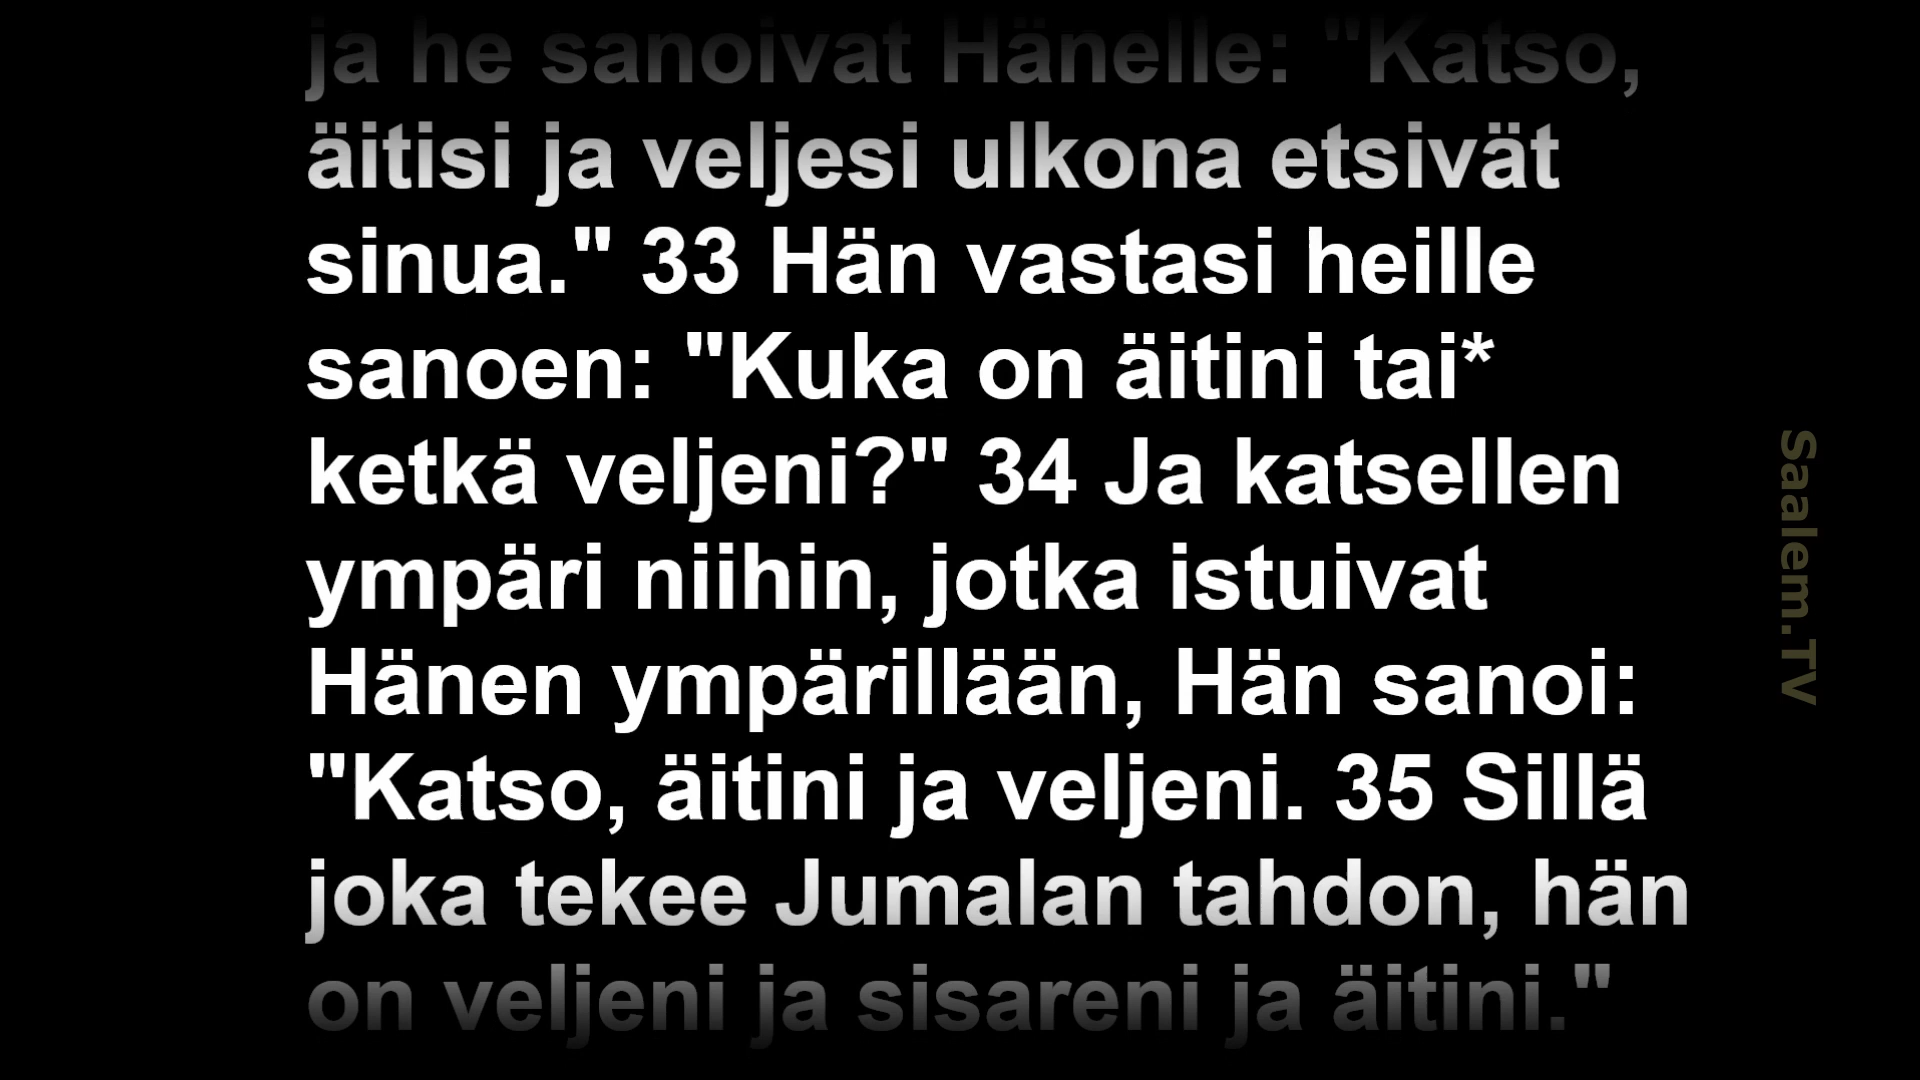 ja he sanoivat Hänelle: "Katso,
äitisi ja veljesi ulkona etsivät
sinua." 33 Hän vastasi heille
sanoen: "Kuka on äitini tai*
ketkä veljeni?" 34 Ja katsellen
ympäri niihin, jotka istuivat
Hänen ympärillään, Hän sanoi:
"Katso, äitini ja veljeni. 35 Sillä
joka tekee Jumalan tahdon, hän
on veljeni ja sisareni ja äitini."
Saalem.TV